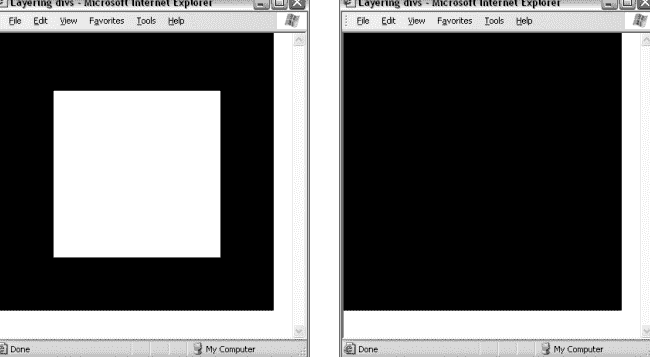 Layering divs - Microsoft Internet Explorer
File Edit View Favorites Tools Help
Done My Computer
Layering divs - Microsoft Internet Explorer
File Edit View Favorites Tools Help
Done My Computer